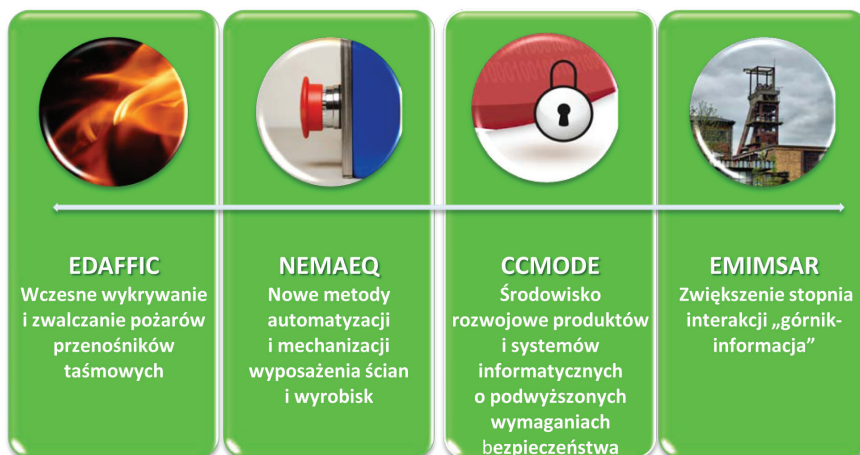 EDAFFIC
Wczesne wykrywanie
i zwalczanie pożarów
przenośników
taśmowych
NEMAEQ
Nowe metody
automatyzacji
i mechanizacji
wyposażenia ścian
i wyrobisk
CCMODE
Środowisko
rozwojowe produktów
i systemów
informatycznych
o podwyższonych
wymaganiach
bezpieczeństwa
EMIMSAR
Zwiększenie stopnia
interakcji „górnik-
informacja”